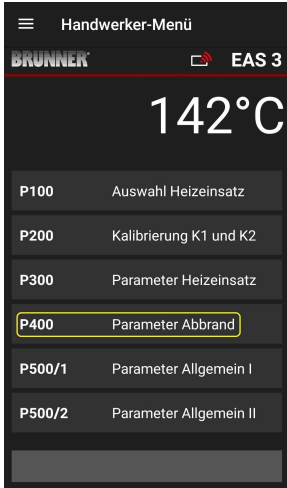 Handwerker-Menü
BRUNNER EAS 3
142°C
P100 Auswahl Heizeinsatz
P200 Kalibrierung K1 und K2
P300 Parameter Heizeinsatz
P400 Parameter Abbrand
P500/1 Parameter Allgemein I
P500/2 Parameter Allgemein II